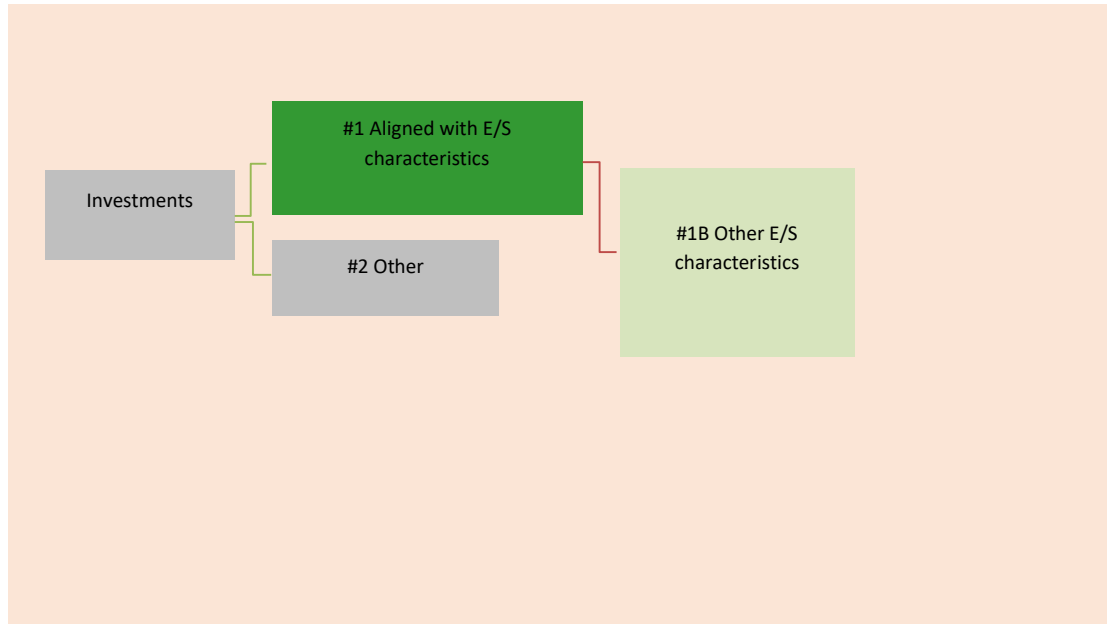 #1 Aligned with E/S
characteristics
Investments
#2 Other
#1B Other E/S
characteristics